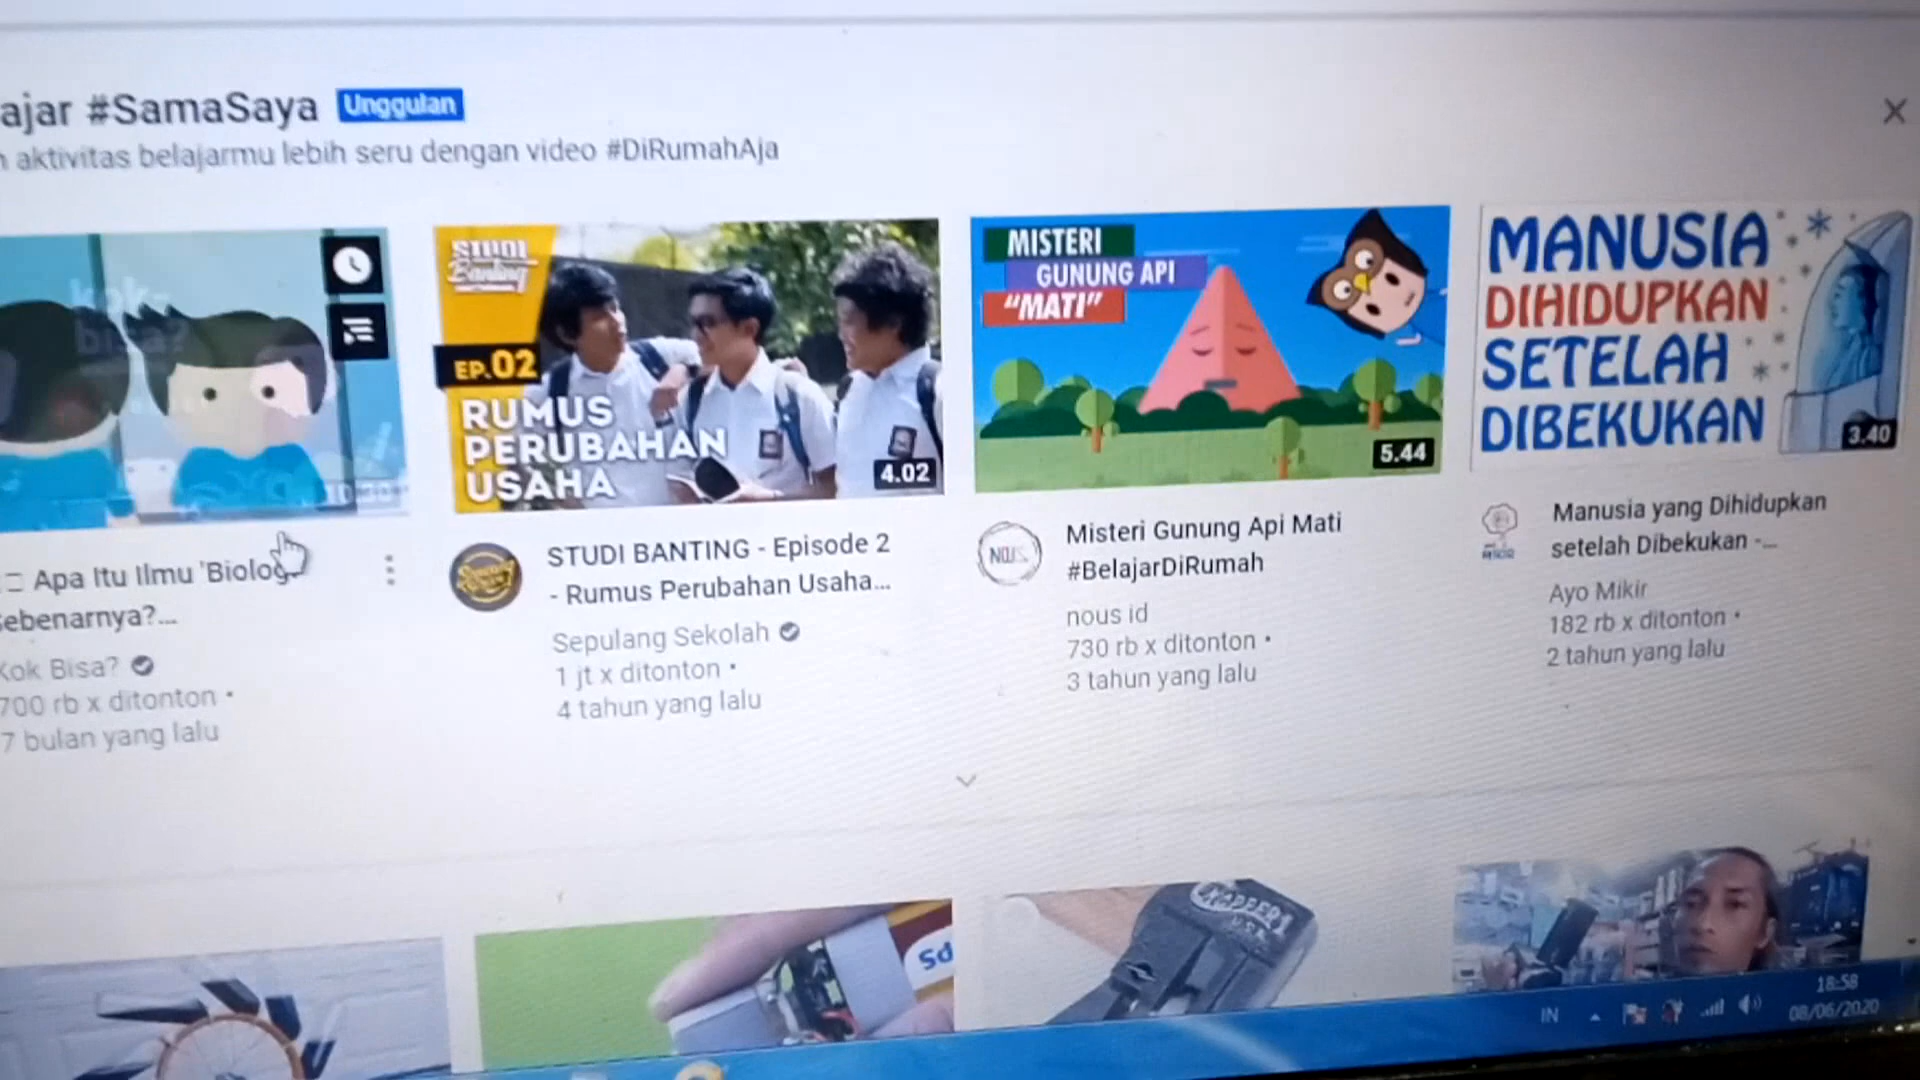 ajar #SamaSaya Unggulan
aktivitas belajarmu lebih seru dengan video #DiRumahAja
kok
bisa?
STUDI
Banting
EP.02
RUMUS
PERUBAHAN
USAHA
4.02
MISTERI
GUNUNG API
"MATI"
5.44
MANUSIA
DIHIDUPKAN
SETELAH
DIBEKUKAN
3.40
Apa Itu Ilmu 'Biolog
ebenarnya?...
Kok Bisa?
700 rb x ditonton •
7 bulan yang lalu
STUDI BANTING - Episode 2
- Rumus Perubahan Usaha...
Sepulang Sekolah
1 jt x ditonton •
4 tahun yang lalu
NOUS
Misteri Gunung Api Mati
#BelajarDiRumah
nous id
730 rb x ditonton •
3 tahun yang lalu
Manusia yang Dihidupkan
setelah Dibekukan -...
Ayo Mikir
182 rb x ditonton •
2 tahun yang lalu
Sd
IN
18:58
08/06/2020